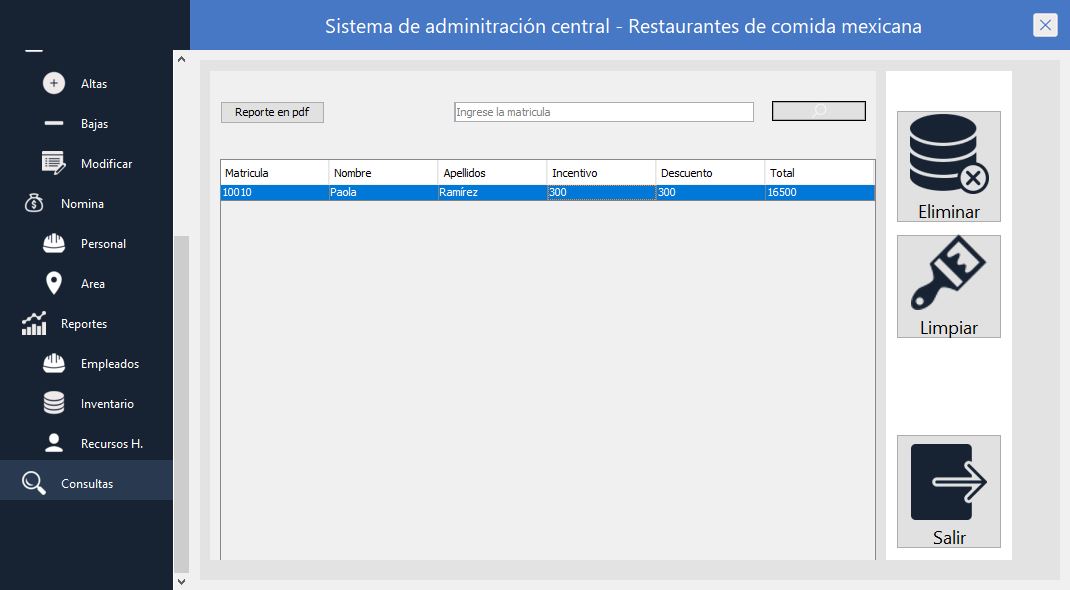 Sistema de adminitración central - Restaurantes de comida mexicana
Altas
Bajas
Modificar
Nomina
Personal
Area
Reportes
Empleados
Inventario
Recursos H.
Consultas
Reporte en pdf
Ingrese la matricula
Matricula Nombre Apellidos Incentivo Descuento Total
10010 Paola Ramírez 300 300 16500
Eliminar
Limpiar
Salir